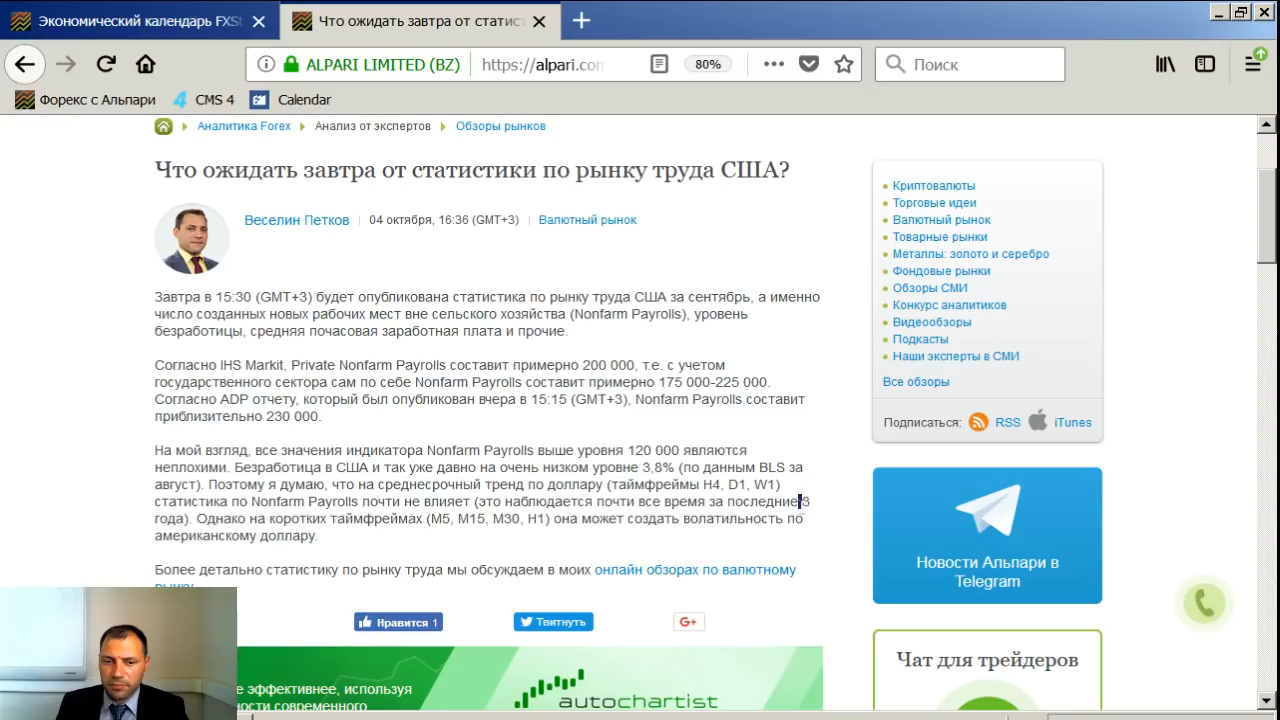 Экономический календарь FXS
Что ожидать завтра от статист
ALPARI LIMITED (BZ)
https://alpari.com
80%
Поиск
Форекс с Альпари
CMS 4
Calendar
Аналитика Forex
Анализ от экспертов
Обзоры рынков
Что ожидать завтра от статистики по рынку труда США?
Веселин Петков
04 октября, 16:36 (GMT+3)
Валютный рынок
Завтра в 15:30 (GMT+3) будет опубликована статистика по рынку труда США за сентябрь, а именно
число созданных новых рабочих мест вне сельского хозяйства (Nonfarm Payrolls), уровень
безработицы, средняя почасовая заработная плата и прочие.
Согласно IHS Markit, Private Nonfarm Payrolls составит примерно 200 000, т.е. с учетом
государственного сектора сам по себе Nonfarm Payrolls составит примерно 175 000-225 000.
Согласно ADP отчету, который был опубликован вчера в 15:15 (GMT+3), Nonfarm Payrolls составит
приблизительно 230 000.
На мой взгляд, все значения индикатора Nonfarm Payrolls выше уровня 120 000 являются
неплохими. Безработица в США и так уже давно на очень низком уровне 3,8% (по данным BLS за
август). Поэтому я думаю, что на среднесрочный тренд по доллару (таймфреймы H4, D1, W1)
статистика по Nonfarm Payrolls почти не влияет (это наблюдается почти все время за последние 3
года). Однако на коротких таймфреймах (M5, M15, M30, H1) она может создать волатильность по
американскому доллару.
Более детально статистику по рынку труда мы обсуждаем в моих онлайн обзорах по валютному
Нравится 1
Твитнуть
G+
е эффективнее, используя
ности современного
autochartist
Криптовалюты
Торговые идеи
Валютный рынок
Товарные рынки
Металлы: золото и серебро
Фондовые рынки
Обзоры СМИ
Конкурс аналитиков
Видеообзоры
Подкасты
Наши эксперты в СМИ
Все обзоры
Подписаться:
RSS
iTunes
Новости Альпари в
Telegram
Чат для трейдеров